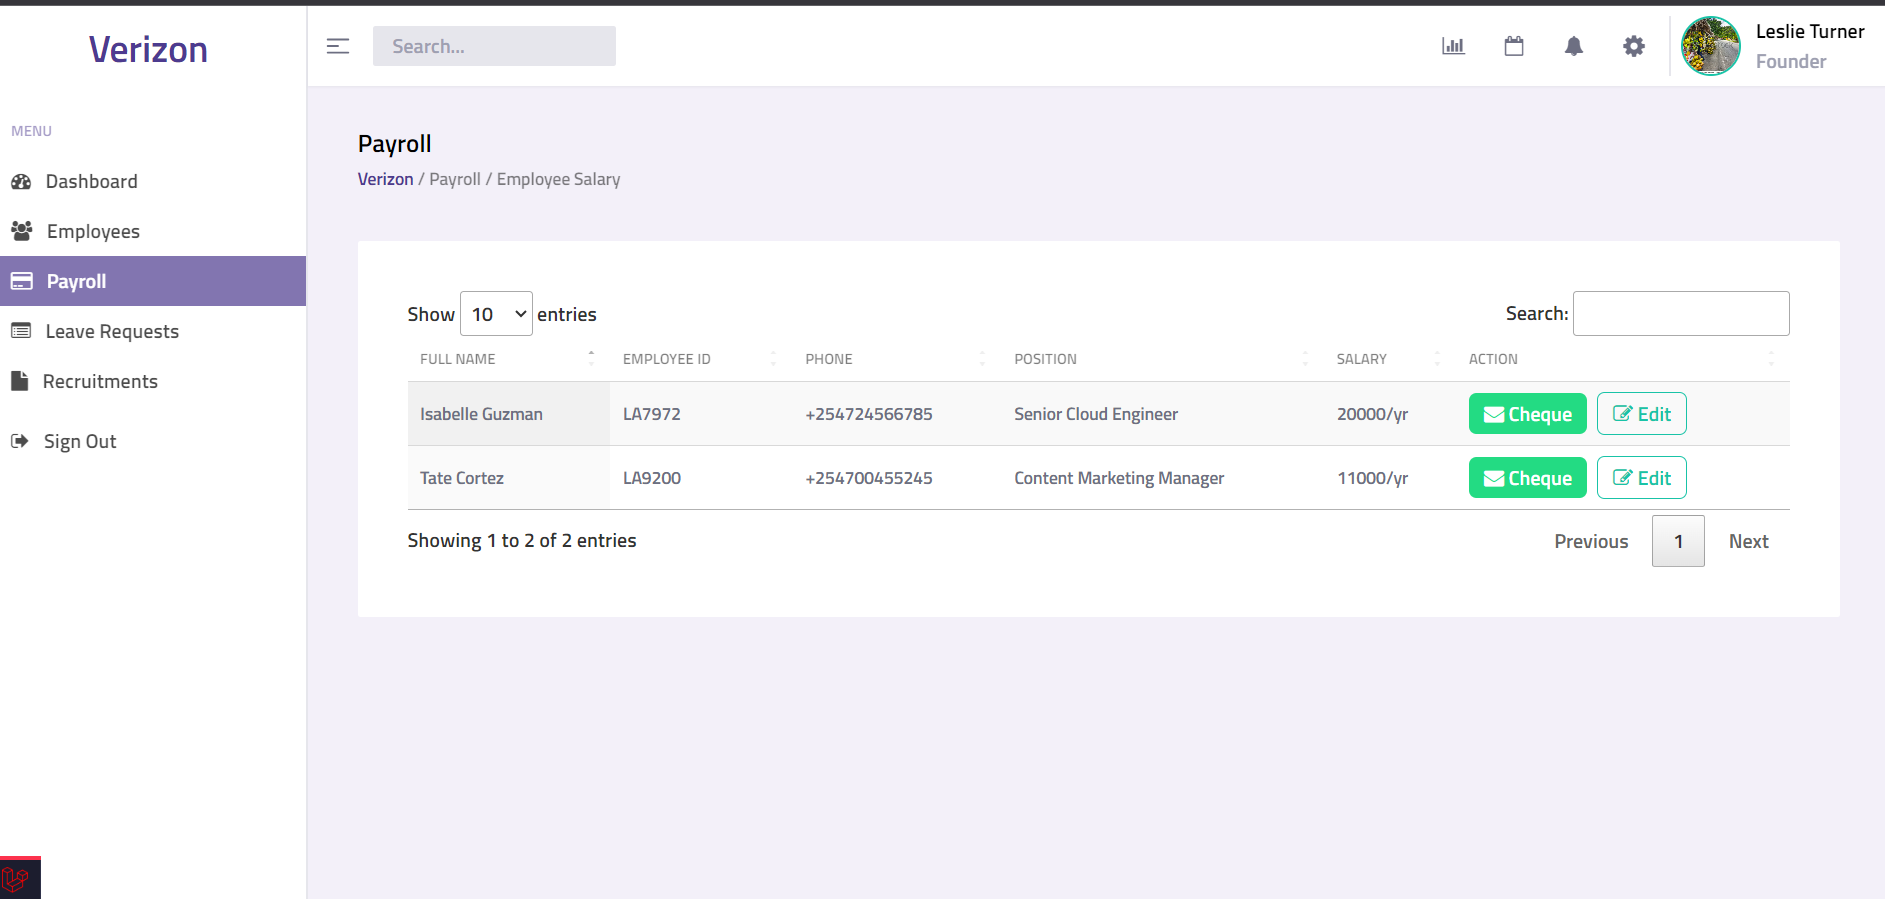 Verizon
Search...
Leslie Turner
Founder
MENU
Dashboard
Employees
Payroll
Leave Requests
Recruitments
Sign Out
Payroll
Verizon / Payroll / Employee Salary
Show 10 entries
Search:
FULL NAME EMPLOYEE ID PHONE POSITION SALARY ACTION
Isabelle Guzman LA7972 +254724566785 Senior Cloud Engineer 20000/yr Cheque Edit
Tate Cortez LA9200 +254700455245 Content Marketing Manager 11000/yr Cheque Edit
Showing 1 to 2 of 2 entries
Previous 1 Next